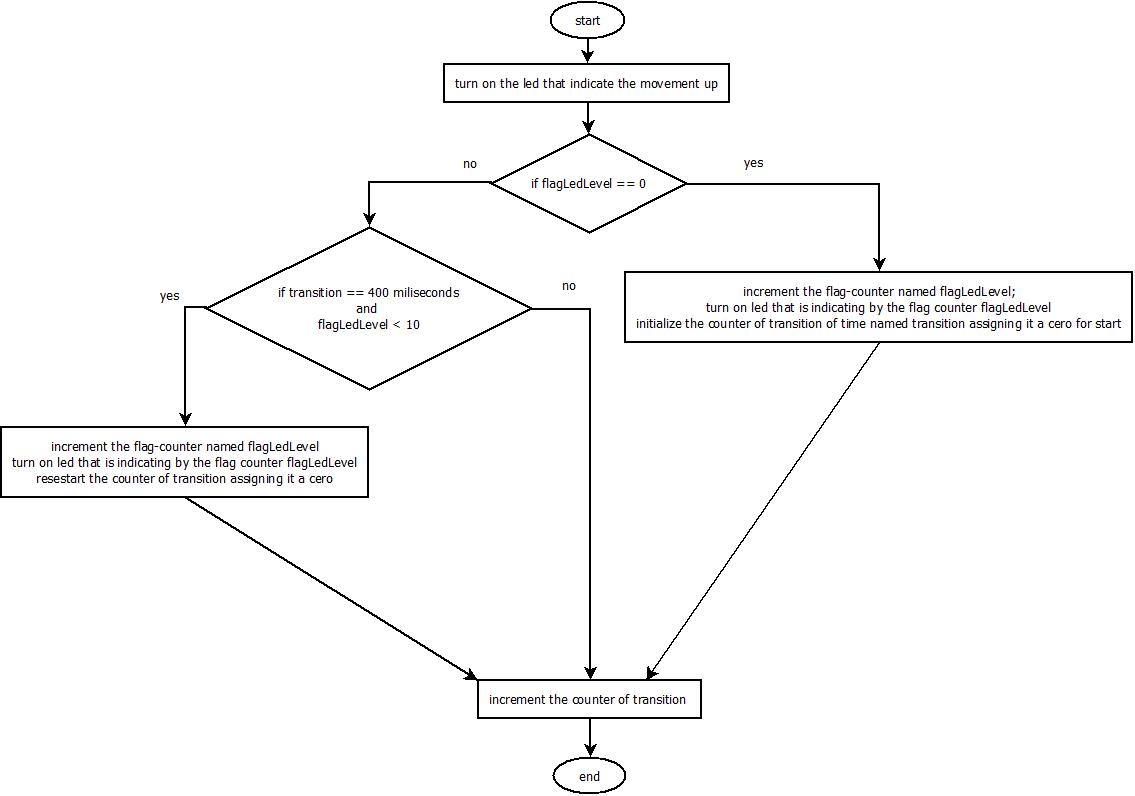 start
turn on the led that indicate the movement up
no
yes
if flagLedLevel == 0
if transition == 400 miliseconds
and
flagLedLevel < 10
yes
no
increment the flag-counter named flagLedLevel;
turn on led that is indicating by the flag counter flagLedLevel
initialize the counter of transition of time named transition assigning it a cero for start
increment the flag-counter named flagLedLevel
turn on led that is indicating by the flag counter flagLedLevel
resestart the counter of transition assigning it a cero
increment the counter of transition
end